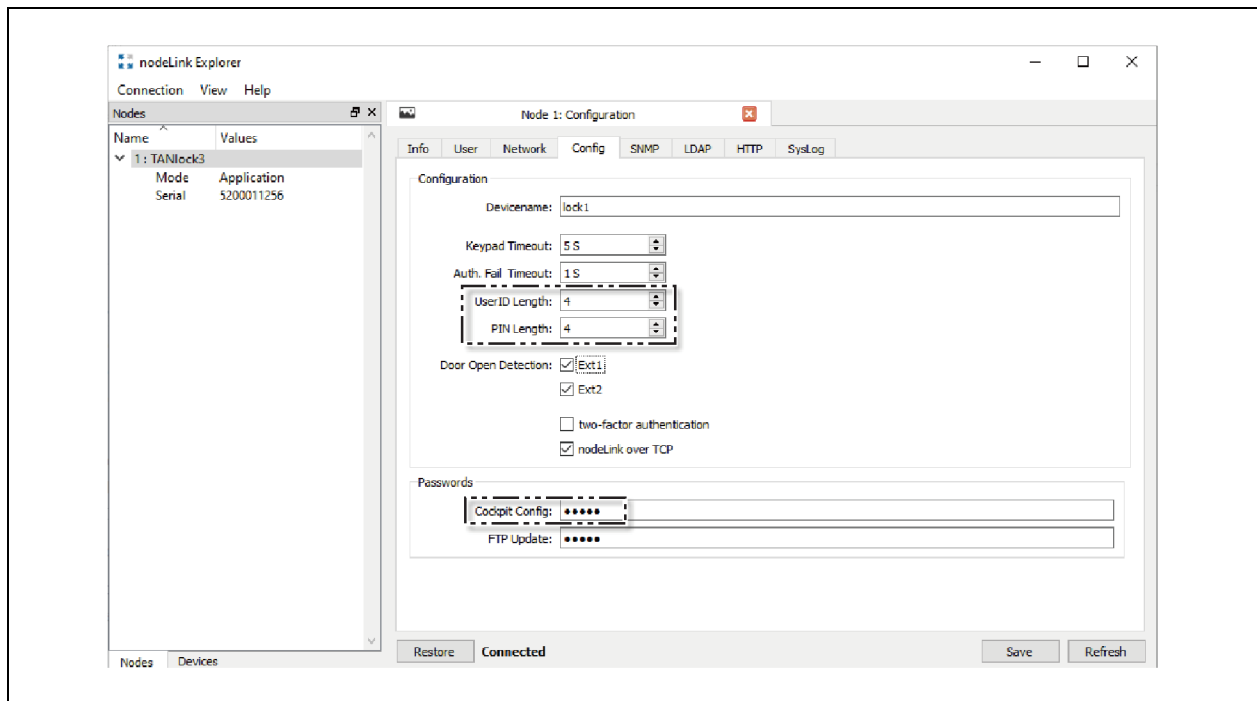 nodeLink Explorer
Connection View Help
Nodes
Name Values
1: TANlock3
Mode Application
Serial 5200011256
Nodes Devices
Node 1: Configuration
Info User Network Config SNMP LDAP HTTP SysLog
Configuration
Devicename: lock1
Keypad Timeout: 5 S
Auth. Fail Timeout: 1 S
UserID Length: 4
PIN Length: 4
Door Open Detection: Ext1
Ext2
two-factor authentication
nodeLink over TCP
Passwords
Cockpit Config: •••••
FTP Update: •••••
Restore Connected Save Refresh